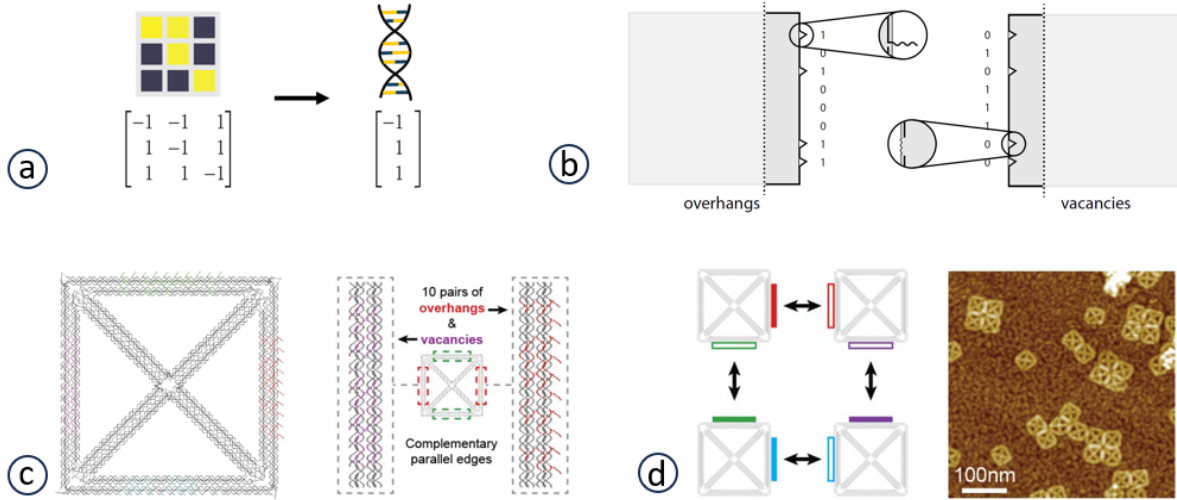 a
-1 -1 1
1 -1 1
1 1 -1
-1
1
1
b
1
0
1
0
0
0
1
1
overhangs
0
1
0
1
1
1
0
0
vacancies
c
10 pairs of
overhangs
&
vacancies
Complementary
parallel edges
d
100nm